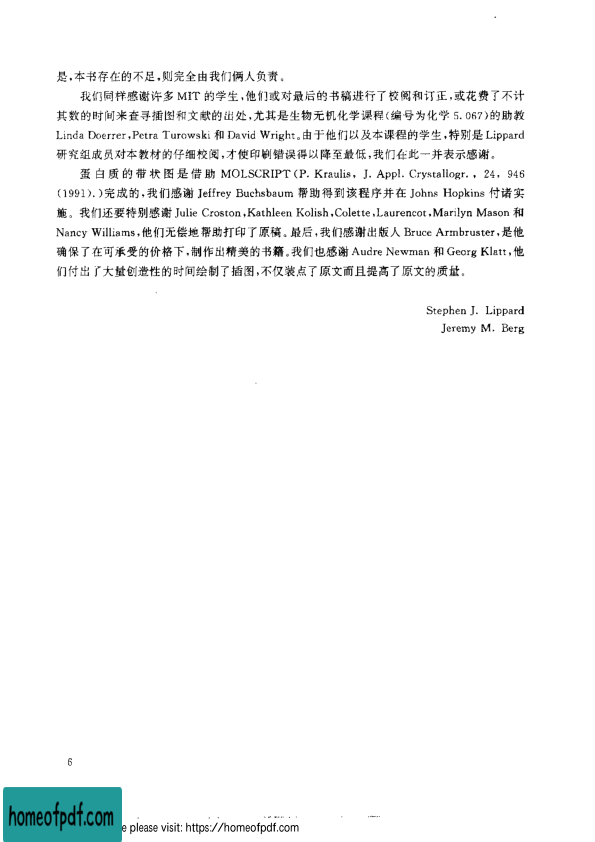 是,本书存在的不足,则完全由我们俩人负责。
我们同样感谢许多 MIT 的学生,他们或对最后的书稿进行了校阅和订正,或花费了不计
其数的时间来查寻插图和文献的出处,尤其是生物无机化学课程(编号为化学 5.067)的助教
Linda Doerrer,Petra Turowski 和 David Wright。由于他们以及本课程的学生,特别是 Lippard
研究组成员对本教材的仔细校阅,才使印刷错误得以降至最低,我们在此一并表示感谢。
蛋白质的带状图是借助 MOLSCRIPT(P. Kraulis, J. Appl. Crystallogr., 24, 946
(1991).)完成的,我们感谢 Jeffrey Buchsbaum 帮助得到该程序并在 Johns Hopkins 付诸实
施。我们还要特别感谢 Julie Croston,Kathleen Kolish,Colette,Laurencot,Marilyn Mason 和
Nancy Williams,他们无偿地帮助打印了原稿。最后,我们感谢出版人 Bruce Armbruster,是他
确保了在可承受的价格下,制作出精美的书籍。我们也感谢 Audre Newman 和 Georg Klatt,他
们付出了大量创造性的时间绘制了插图,不仅装点了原文而且提高了原文的质量。
Stephen J. Lippard
Jeremy M. Berg
6
homeofpdf.com
e please visit: https://homeofpdf.com